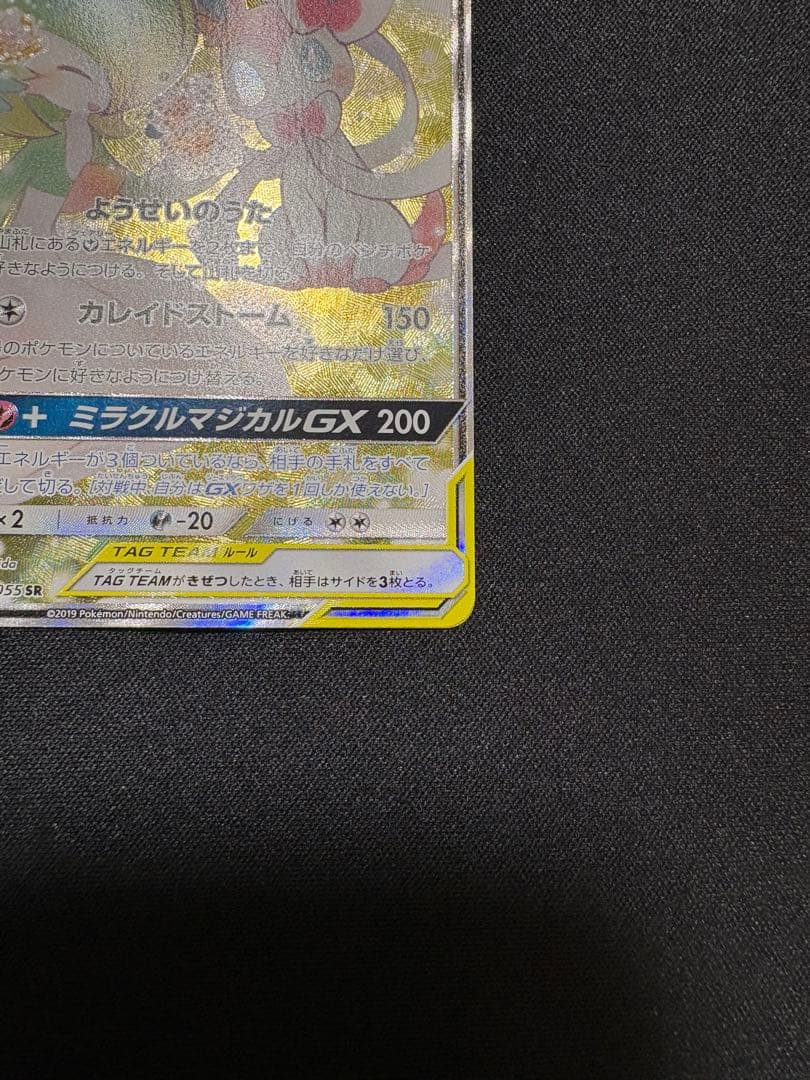 ようせいのうた
山札にあるエネルギーを2枚まで、自分のベンチポケ
好きなようにつける。そして山札を切る。
カレイドストーム 150
のポケモンについているエネルギーを好きなだけ選び、
ケモンに好きなようにつけ替える。
+ ミラクルマジカルGX 200
エネルギーが3個ついているなら、相手の手札をすべて
して切る。[対戦中、自分はGXワザを1回しか使えない。]
×2 抵抗力 -20 にげる
TAG TEAM ルール
TAG TEAMがきぜつしたとき、相手はサイドを3枚とる。
055 SR
©2019 Pokémon/Nintendo/Creatures/GAME FREAK.